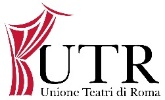 UTR
Unione Teatri di Roma